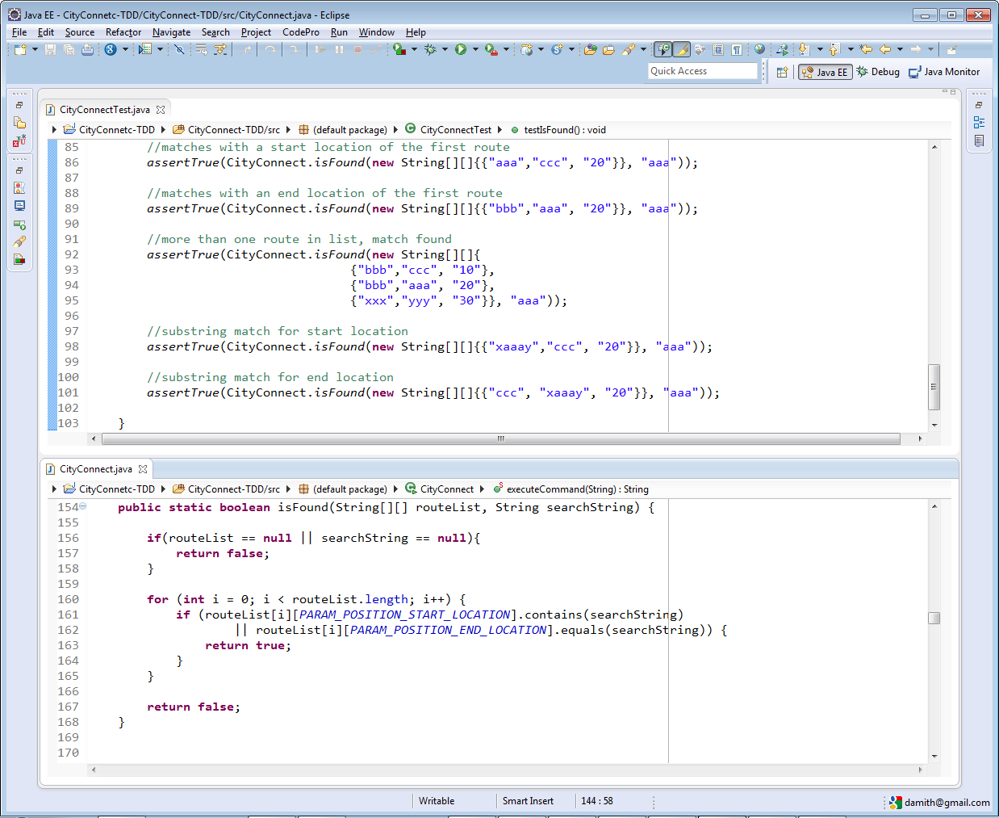 Java EE - CityConnetc-TDD/CityConnect-TDD/src/CityConnect.java - Eclipse
File Edit Source Refactor Navigate Search Project CodePro Run Window Help
Quick Access
Java EE Debug Java Monitor
CityConnectTest.java
CityConnetc-TDD CityConnect-TDD/src (default package) CityConnectTest testIsFound() : void
85 //matches with a start location of the first route
86 assertTrue(CityConnect.isFound(new String[][]{{"aaa","ccc", "20"}}, "aaa"));
87
88 //matches with an end location of the first route
89 assertTrue(CityConnect.isFound(new String[][]{{"bbb","aaa", "20"}}, "aaa"));
90
91 //more than one route in list, match found
92 assertTrue(CityConnect.isFound(new String[][]{
93 {"bbb","ccc", "10"},
94 {"bbb","aaa", "20"},
95 {"xxx","yyy", "30"}}, "aaa"));
96
97 //substring match for start location
98 assertTrue(CityConnect.isFound(new String[][]{{"xaaay","ccc", "20"}}, "aaa"));
99
100 //substring match for end location
101 assertTrue(CityConnect.isFound(new String[][]{{"ccc", "xaaay", "20"}}, "aaa"));
102
103 }
CityConnect.java
CityConnetc-TDD CityConnect-TDD/src (default package) CityConnect executeCommand(String) : String
154 public static boolean isFound(String[][] routeList, String searchString) {
155
156 if(routeList == null || searchString == null){
157 return false;
158 }
159
160 for (int i = 0; i < routeList.length; i++) {
161 if (routeList[i][PARAM_POSITION_START_LOCATION].contains(searchString)
162 || routeList[i][PARAM_POSITION_END_LOCATION].equals(searchString)) {
163 return true;
164 }
165 }
166
167 return false;
168 }
169
170
Writable Smart Insert 144 : 58 damith@gmail.com